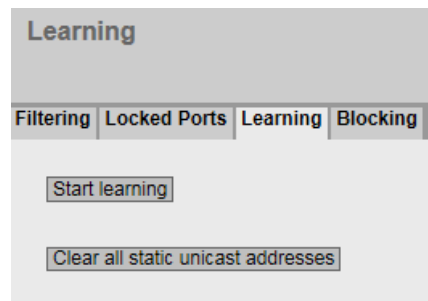 Learning
Filtering Locked Ports Learning Blocking
Start learning
Clear all static unicast addresses